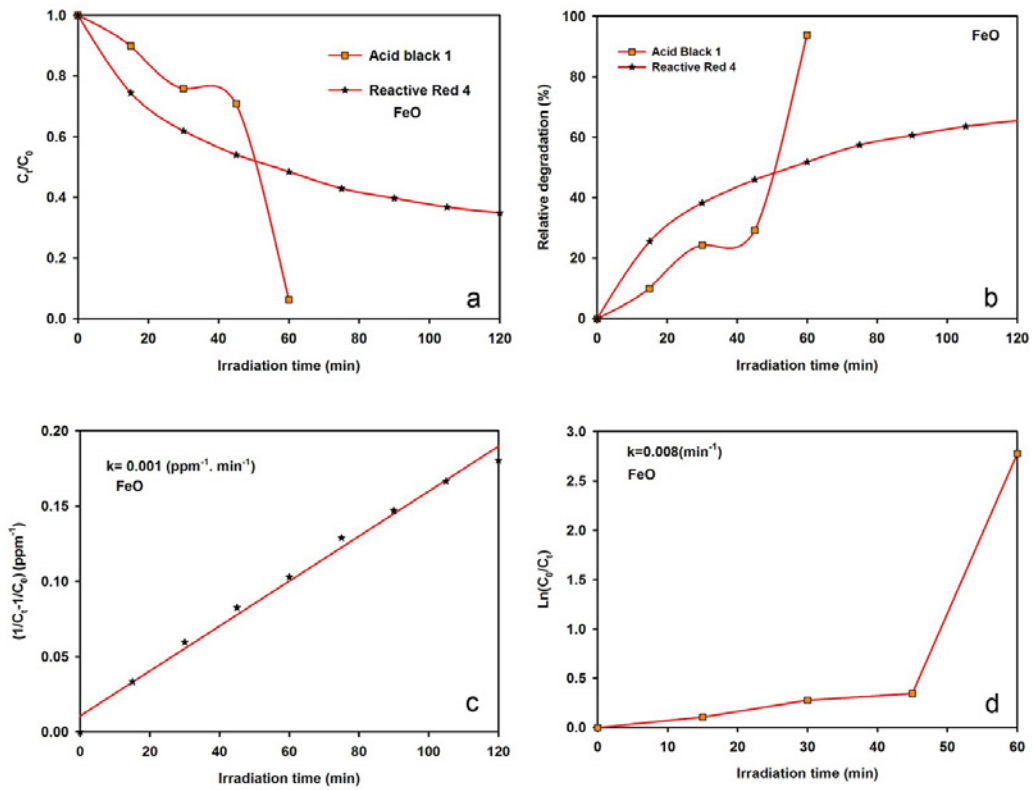 1.0
0.8
0.6
0.4
0.2
0.0
C_t/C_0
Acid black 1
Reactive Red 4
FeO
a
0 20 40 60 80 100 120
Irradiation time (min)
100
80
60
40
20
0
Relative degradation (%)
FeO
Acid Black 1
Reactive Red 4
b
0 20 40 60 80 100 120
Irradiation time (min)
0.20
0.15
0.10
0.05
0.00
(1/C_t-1/C_0) (ppm⁻¹)
k= 0.001 (ppm⁻¹. min⁻¹)
FeO
c
0 20 40 60 80 100 120
Irradiation time (min)
3.0
2.5
2.0
1.5
1.0
0.5
0.0
Ln(C_0/C_t)
k=0.008(min⁻¹)
FeO
d
0 10 20 30 40 50 60
Irradiation time (min)